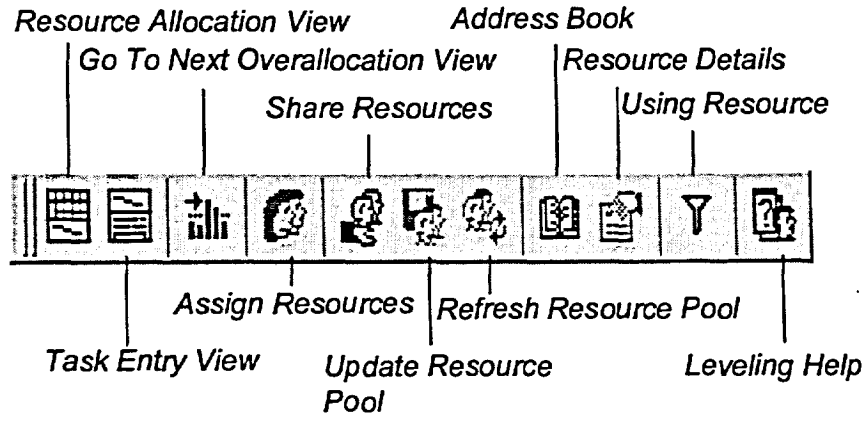 Resource Allocation View
Address Book
Go To Next Overallocation View
Resource Details
Share Resources
Using Resource
Assign Resources
Refresh Resource Pool
Task Entry View
Update Resource
Pool
Leveling Help